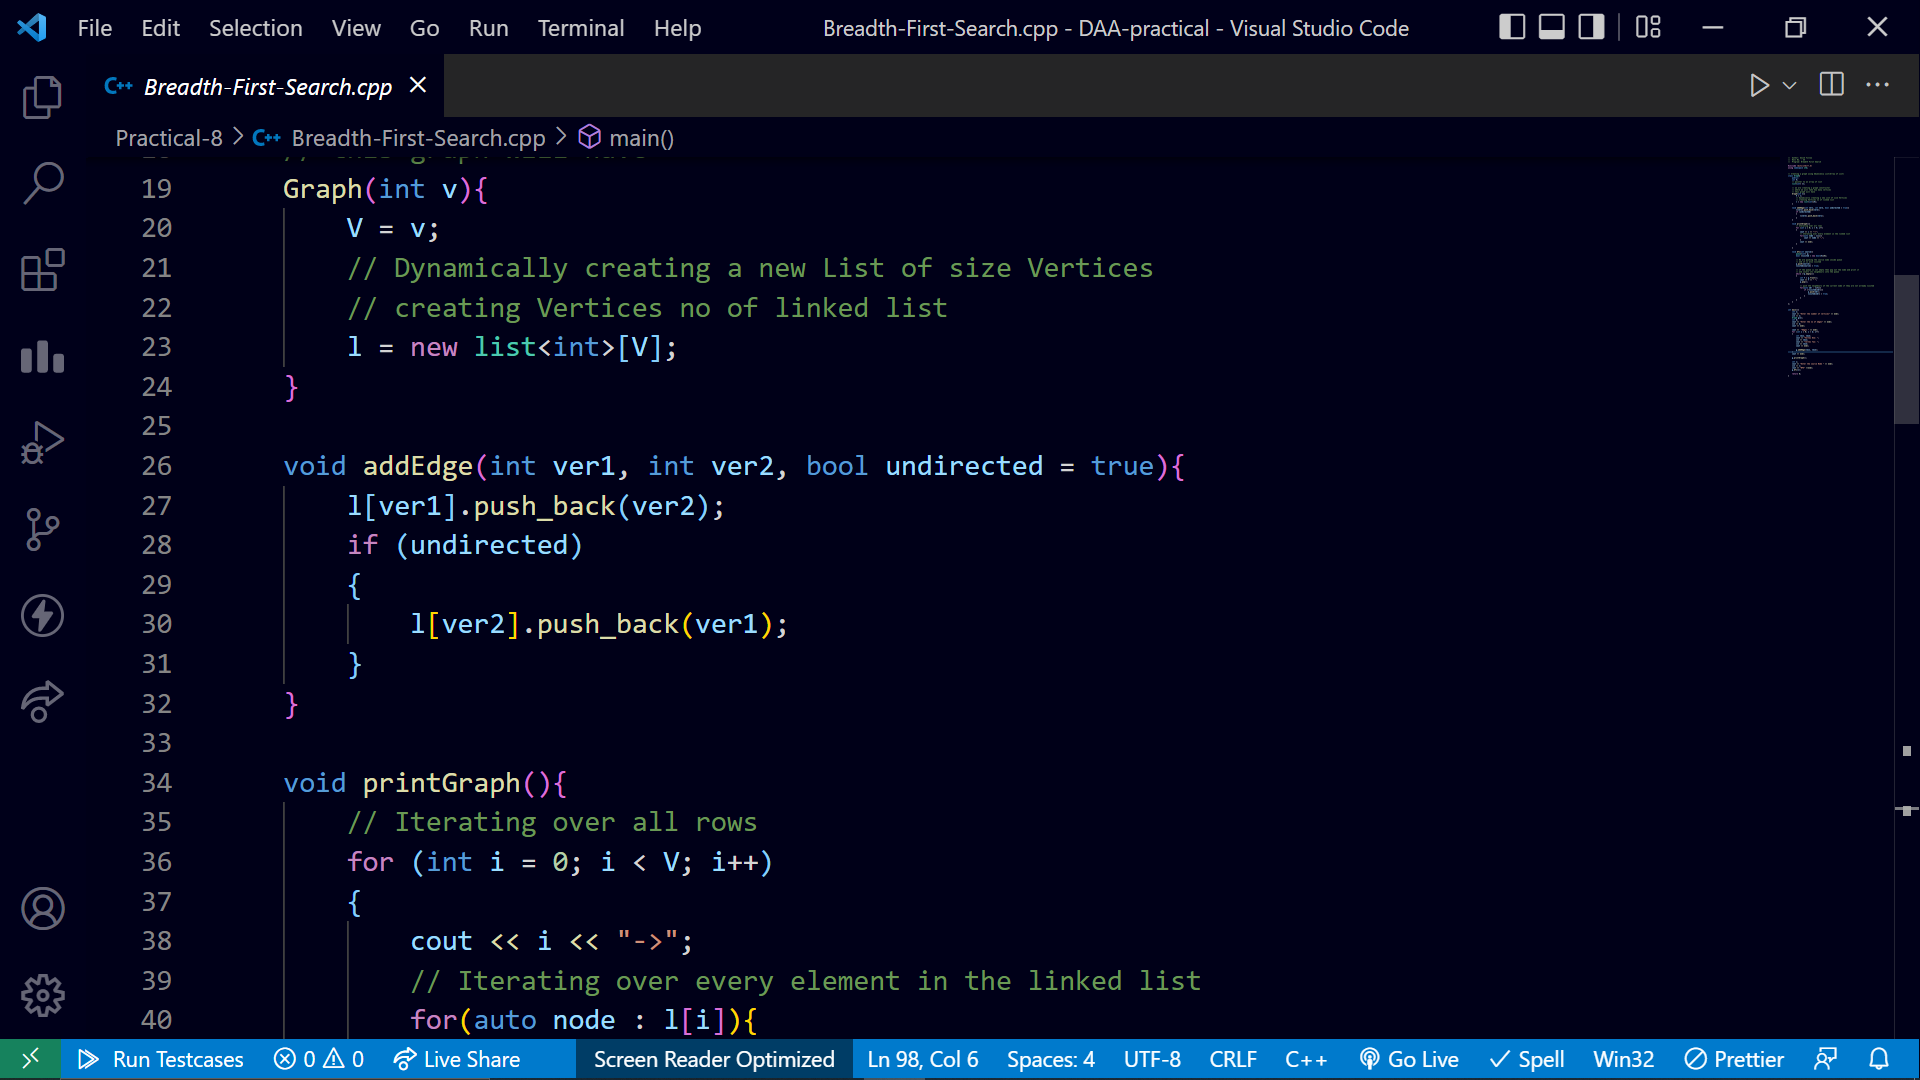 File Edit Selection View Go Run Terminal Help Breadth-First-Search.cpp - DAA-practical - Visual Studio Code
C++ Breadth-First-Search.cpp
Practical-8 > C++ Breadth-First-Search.cpp > main()
19 Graph(int v){
20 V = v;
21 // Dynamically creating a new List of size Vertices
22 // creating Vertices no of linked list
23 l = new list<int>[V];
24 }
25
26 void addEdge(int ver1, int ver2, bool undirected = true){
27 l[ver1].push_back(ver2);
28 if (undirected)
29 {
30 l[ver2].push_back(ver1);
31 }
32 }
33
34 void printGraph(){
35 // Iterating over all rows
36 for (int i = 0; i < V; i++)
37 {
38 cout << i << "->";
39 // Iterating over every element in the linked list
40 for(auto node : l[i]){
Run Testcases 0 0 Live Share Screen Reader Optimized Ln 98, Col 6 Spaces: 4 UTF-8 CRLF C++ Go Live Spell Win32 Prettier